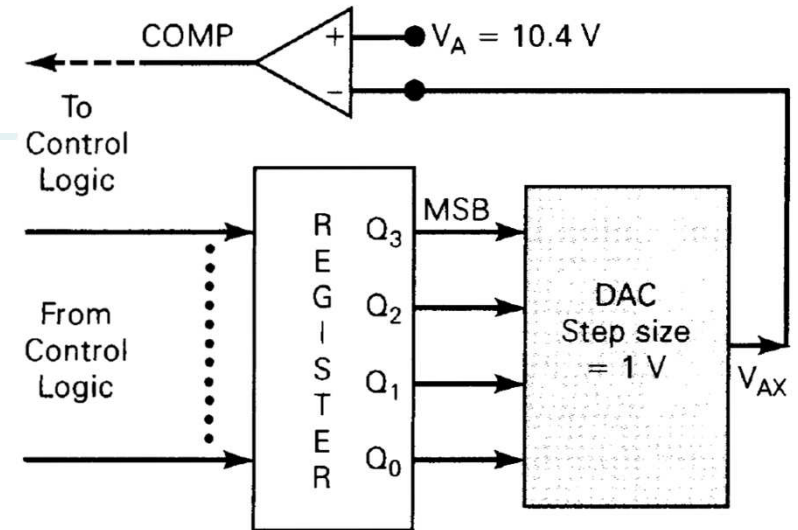 COMP
+
V_A = 10.4 V
−
To
Control
Logic
MSB
REGISTER
Q3
Q2
Q1
Q0
From
Control
Logic
DAC
Step size
= 1 V
V_AX